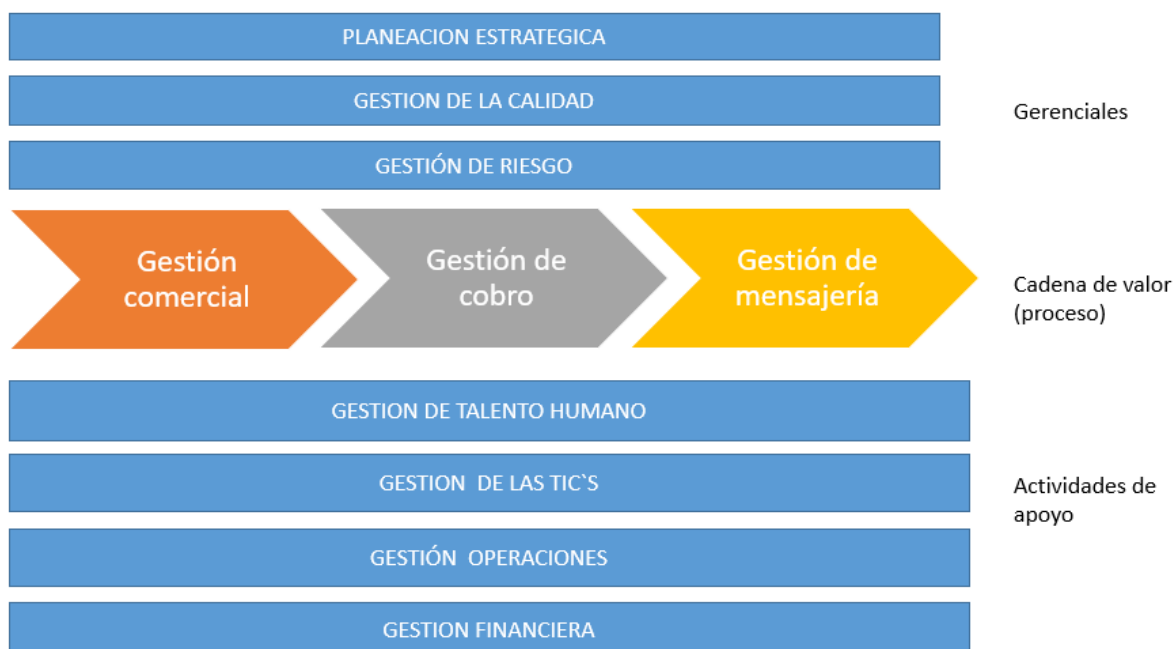 PLANEACION ESTRATEGICA
GESTION DE LA CALIDAD
GESTIÓN DE RIESGO
Gerenciales
Gestión
comercial
Gestión de
cobro
Gestión de
mensajería
Cadena de valor
(proceso)
GESTION DE TALENTO HUMANO
GESTION  DE LAS TIC`S
GESTIÓN  OPERACIONES
GESTION FINANCIERA
Actividades de
apoyo